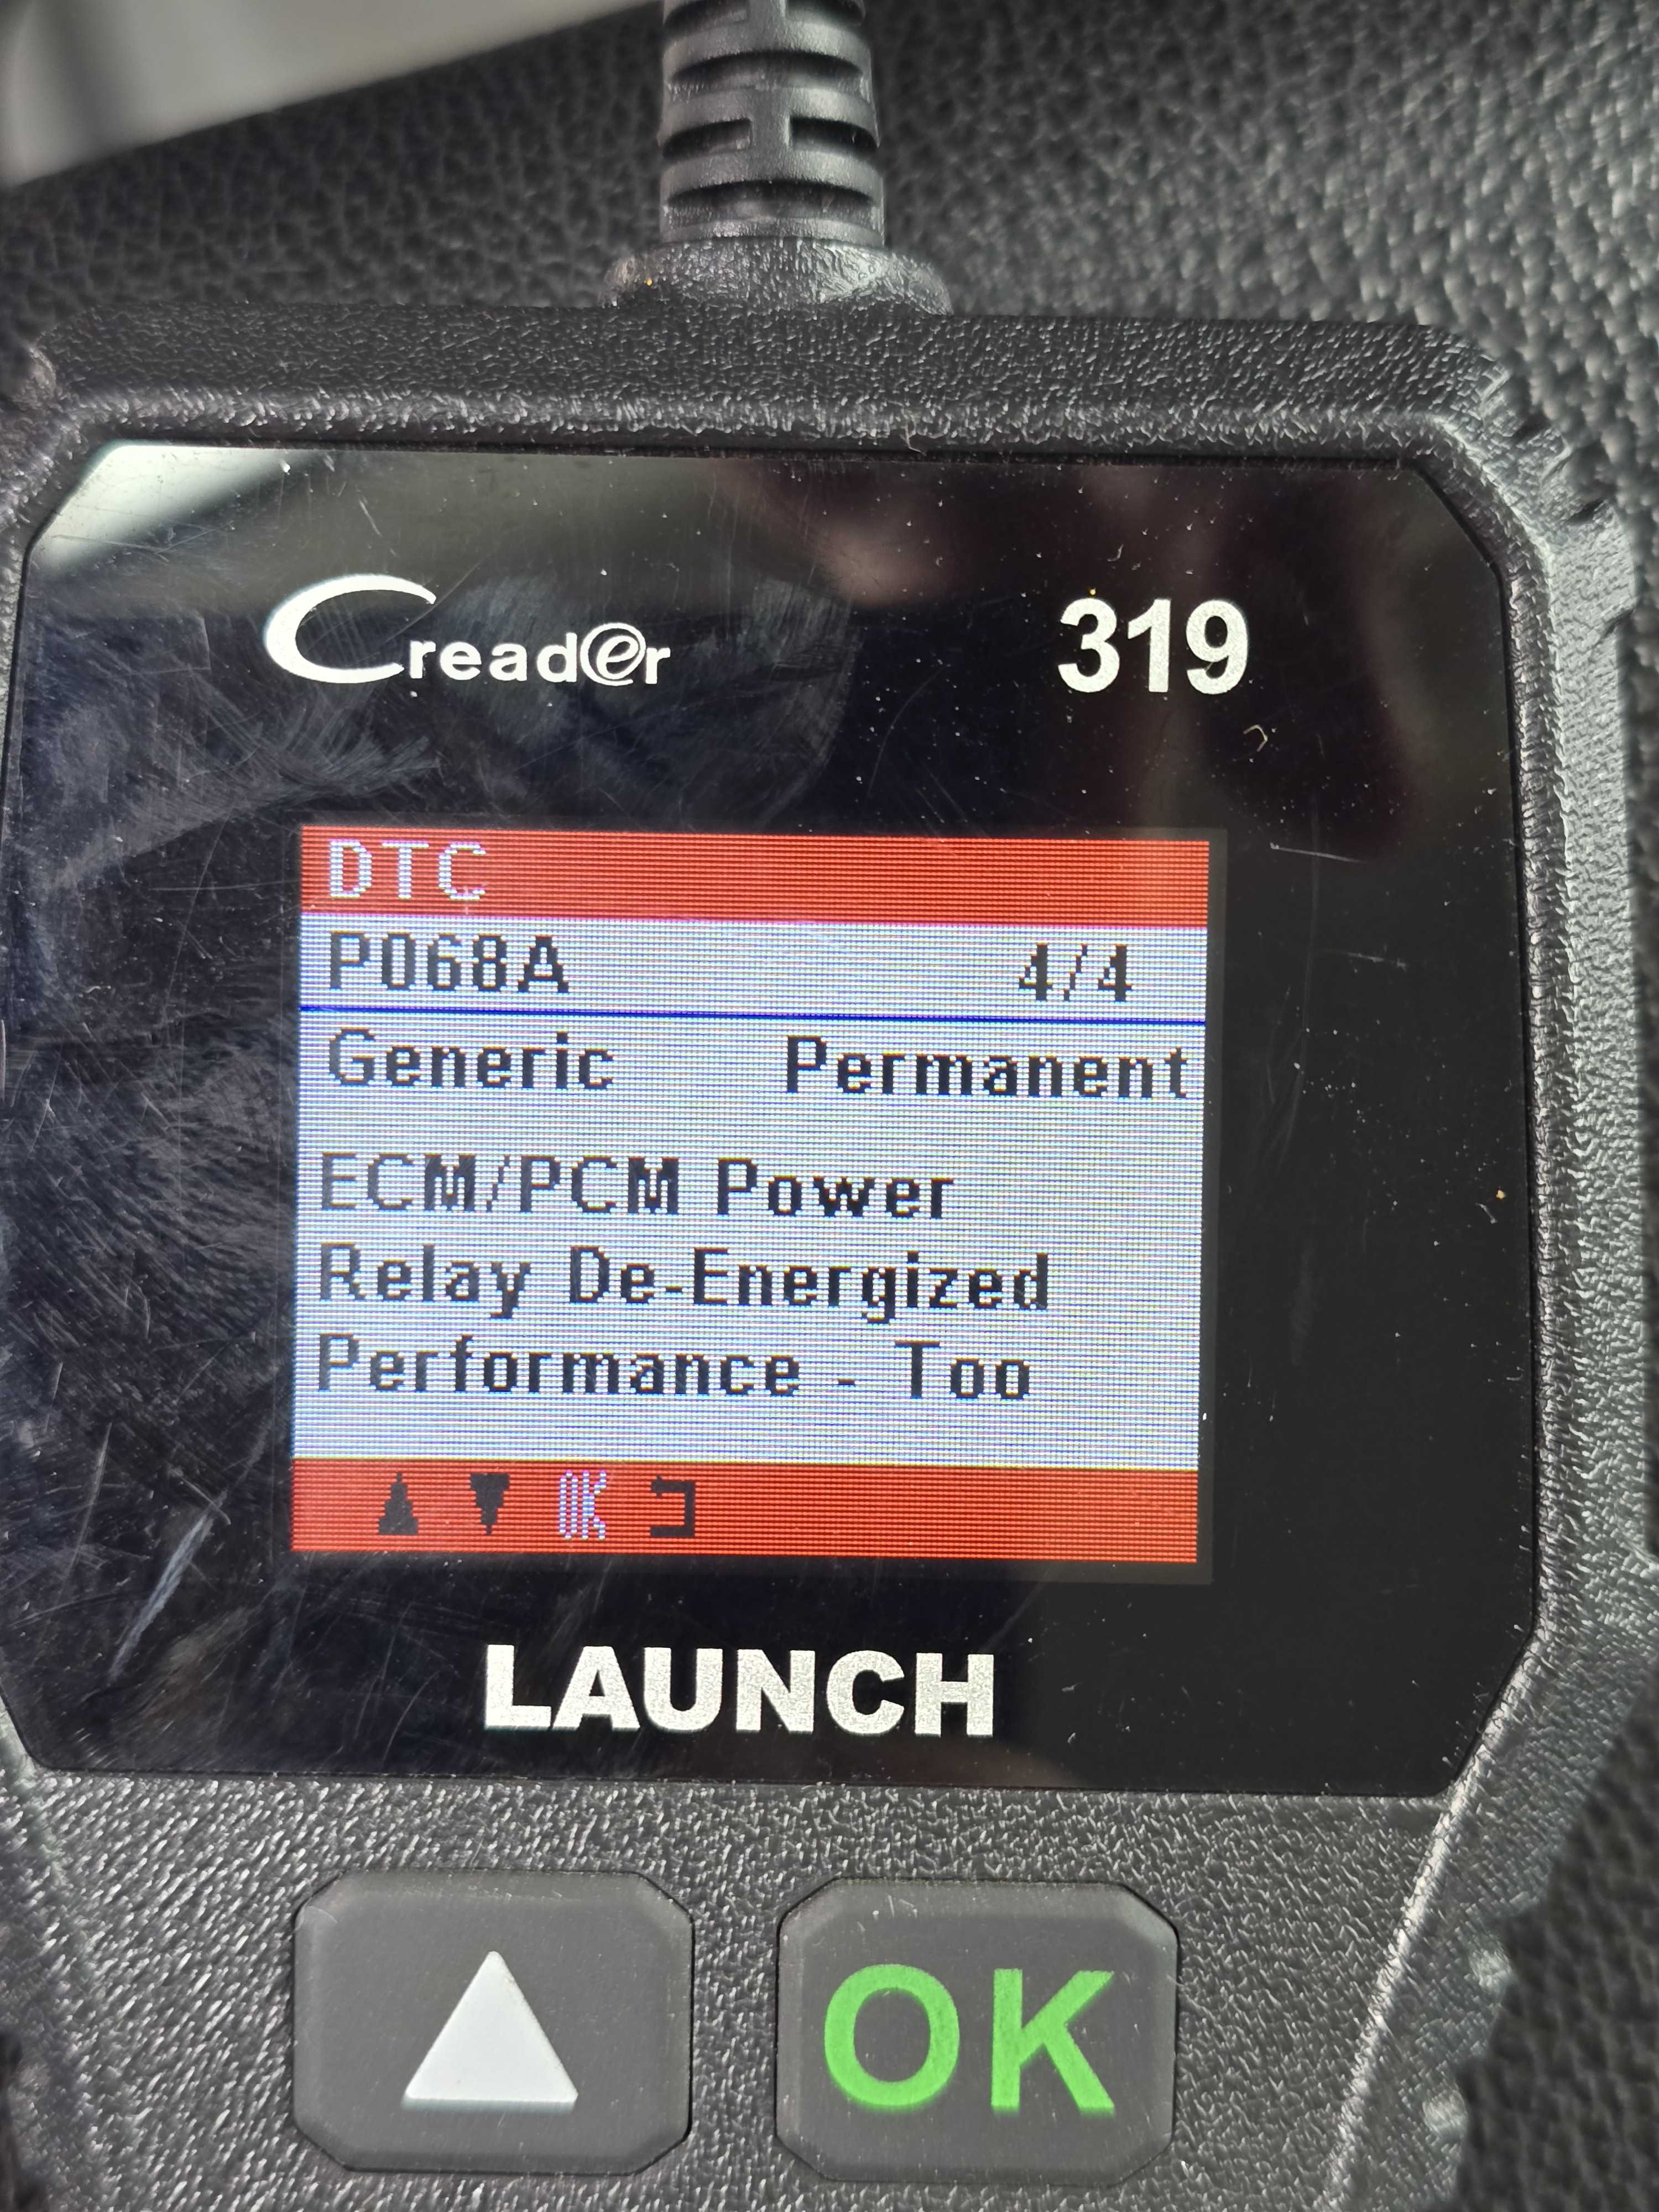 Creader 319
DTC
P068A 4/4
Generic Permanent
ECM/PCM Power
Relay De-Energized
Performance - Too
OK
LAUNCH
OK